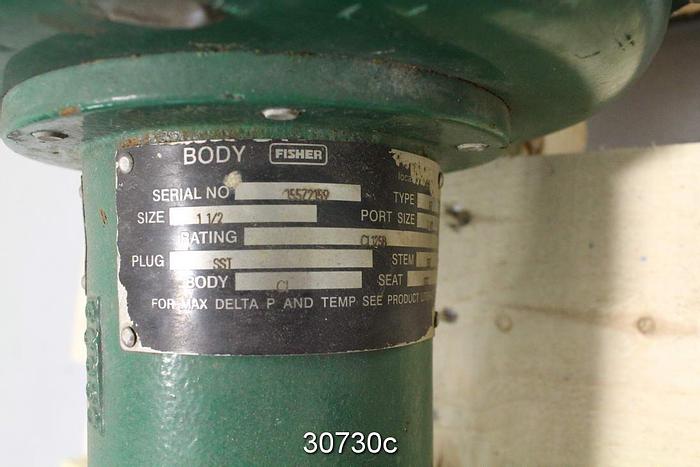 BODY FISHER
SERIAL NO 15572159 TYPE
SIZE 1 1/2 PORT SIZE
RATING CL125B
PLUG SST STEM
BODY CI SEAT
FOR MAX DELTA P AND TEMP SEE PRODUCT
30730c